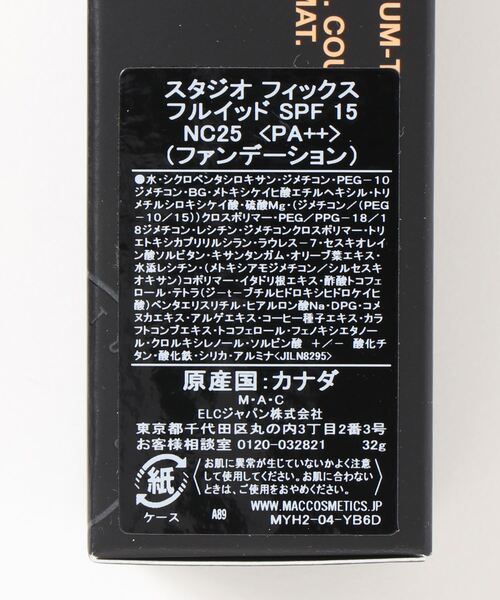 UM-T
. COU
MAT.
スタジオ フィックス
フルイッド SPF 15
NC25 〈PA++〉
(ファンデーション)
●水・シクロペンタシロキサン・ジメチコン・PEG-10
ジメチコン・BG・メトキシケイヒ酸エチルヘキシル・トリ
メチルシロキシケイ酸・硫酸Mg・(ジメチコン/(PEG
-10/15))クロスポリマー・PEG/PPG-18/1
8ジメチコン・レシチン・ジメチコンクロスポリマー・トリ
エトキシカプリリルシラン・ラウレス-7・セスキオレイ
ン酸ソルビタン・キサンタンガム・オリーブ葉エキス・
水添レシチン・(メトキシアモジメチコン/シルセスキ
オキサン)コポリマー・イタドリ根エキス・酢酸トコフェ
ロール・テトラ(ジーt-ブチルヒドロキシヒドロケイヒ
酸)ペンタエリスリチル・ヒアルロン酸Na・DPG・コメ
ヌカエキス・アルゲエキス・コーヒー種子エキス・カラ
フトコンブエキス・トコフェロール・フェノキシエタノー
ル・クロルキシレノール・ソルビン酸 +/- 酸化チ
タン・酸化鉄・シリカ・アルミナ<JILN8295>
原産国:カナダ
M・A・C
ELCジャパン株式会社
東京都千代田区丸の内3丁目2番3号
お客様相談室 0120-032821 32g
紙
ケース
A89
お肌に異常が生じていないかよく注意
して使用してください。お肌に合わない
ときは、ご使用をおやめください。
WWW.MACCOSMETICS.JP
MYH2-04-YB6D